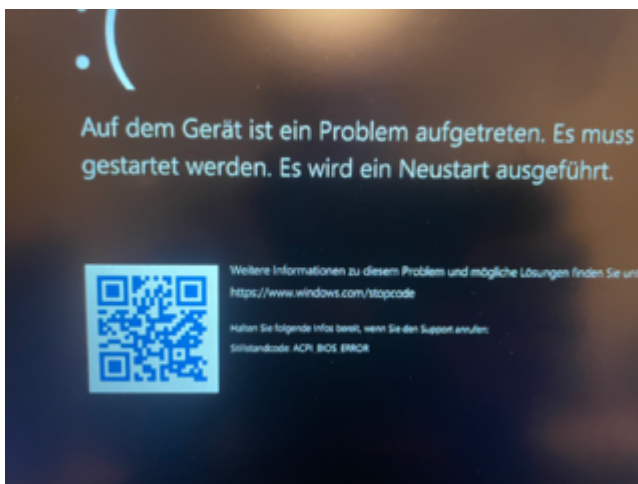 :(
Auf dem Gerät ist ein Problem aufgetreten. Es muss
gestartet werden. Es wird ein Neustart ausgeführt.
Weitere Informationen zu diesem Problem und mögliche Lösungen finden Sie unt
https://www.windows.com/stopcode
Halten Sie folgende Infos bereit, wenn Sie den Support anrufen:
Stillstandcode: ACPI BIOS ERROR